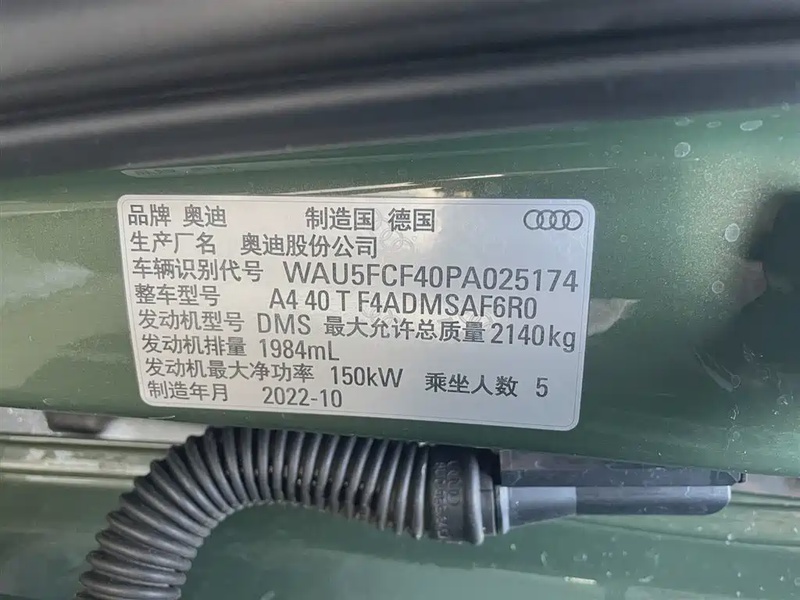 品牌 奥迪 制造国 德国
生产厂名 奥迪股份公司
车辆识别代号 WAU5FCF40PA025174
整车型号 A4 40 T F4ADMSAF6R0
发动机型号 DMS 最大允许总质量 2140kg
发动机排量 1984mL
发动机最大净功率 150kW 乘坐人数 5
制造年月 2022-10